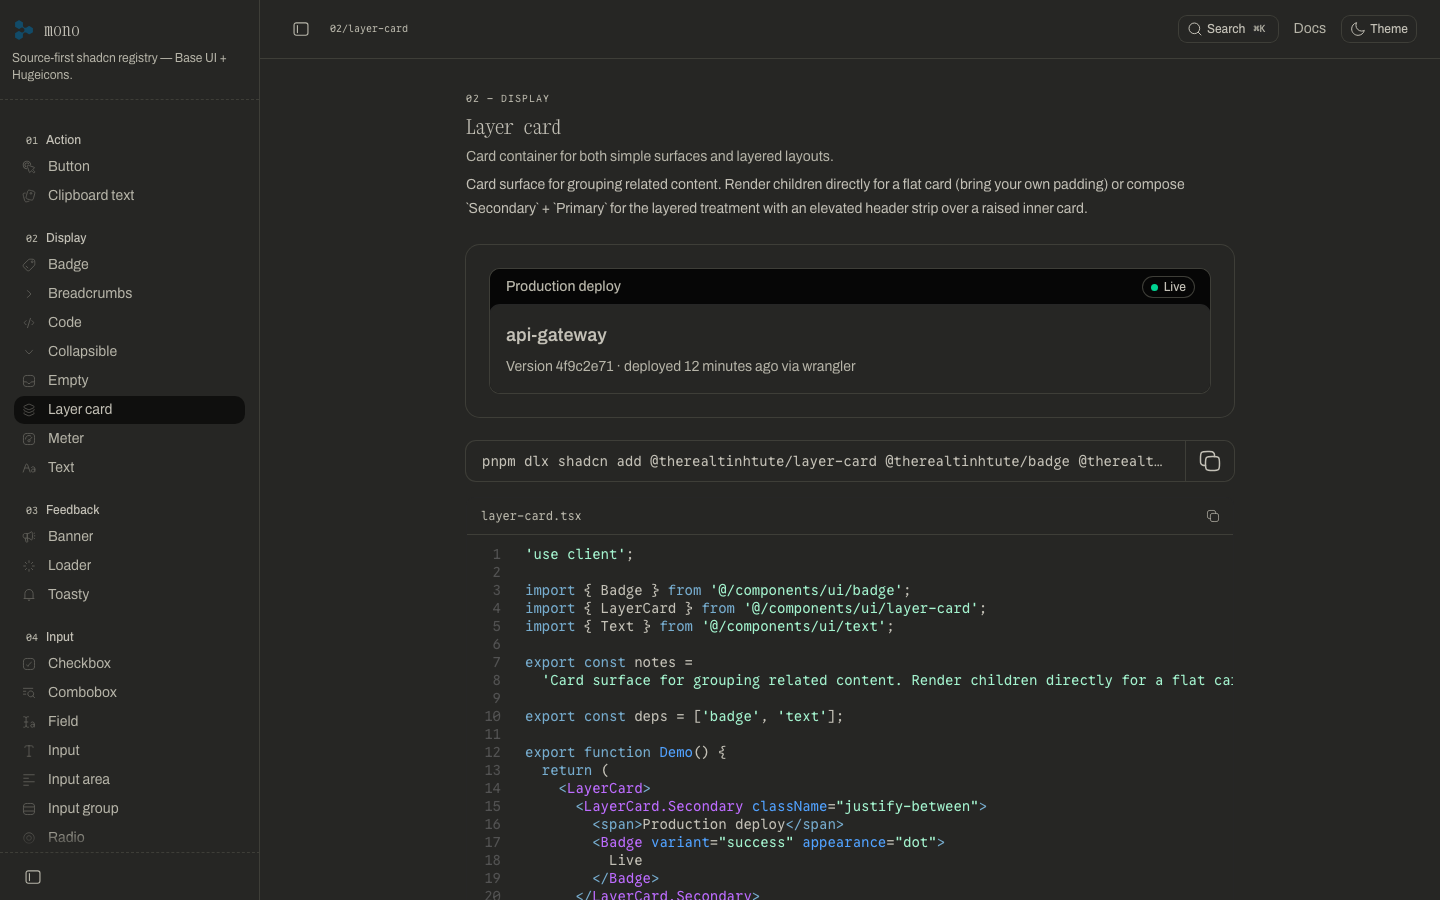 mono
Source-first shadcn registry — Base UI +
Hugeicons.
01 Action
Button
Clipboard text
02 Display
Badge
Breadcrumbs
Code
Collapsible
Empty
Layer card
Meter
Text
03 Feedback
Banner
Loader
Toasty
04 Input
Checkbox
Combobox
Field
Input
Input area
Input group
Radio
02/layer-card
Search ⌘K
Docs
Theme
02 — DISPLAY
Layer card
Card container for both simple surfaces and layered layouts.
Card surface for grouping related content. Render children directly for a flat card (bring your own padding) or compose
`Secondary` + `Primary` for the layered treatment with an elevated header strip over a raised inner card.
Production deploy
Live
api-gateway
Version 4f9c2e71 · deployed 12 minutes ago via wrangler
pnpm dlx shadcn add @therealtinhtute/layer-card @therealtinhtute/badge @therealt…
layer-card.tsx
1 'use client';
2
3 import { Badge } from '@/components/ui/badge';
4 import { LayerCard } from '@/components/ui/layer-card';
5 import { Text } from '@/components/ui/text';
6
7 export const notes =
8 'Card surface for grouping related content. Render children directly for a flat
9
10 export const deps = ['badge', 'text'];
11
12 export function Demo() {
13 return (
14 <LayerCard>
15 <LayerCard.Secondary className="justify-between">
16 <span>Production deploy</span>
17 <Badge variant="success" appearance="dot">
18 Live
19 </Badge>
20 </LayerCard.Secondary>